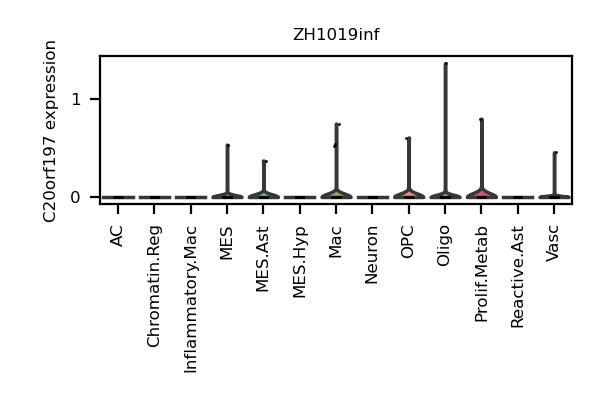 ZH1019inf
C20orf197 expression
1
0
AC
Chromatin.Reg
Inflammatory.Mac
MES
MES.Ast
MES.Hyp
Mac
Neuron
OPC
Oligo
Prolif.Metab
Reactive.Ast
Vasc